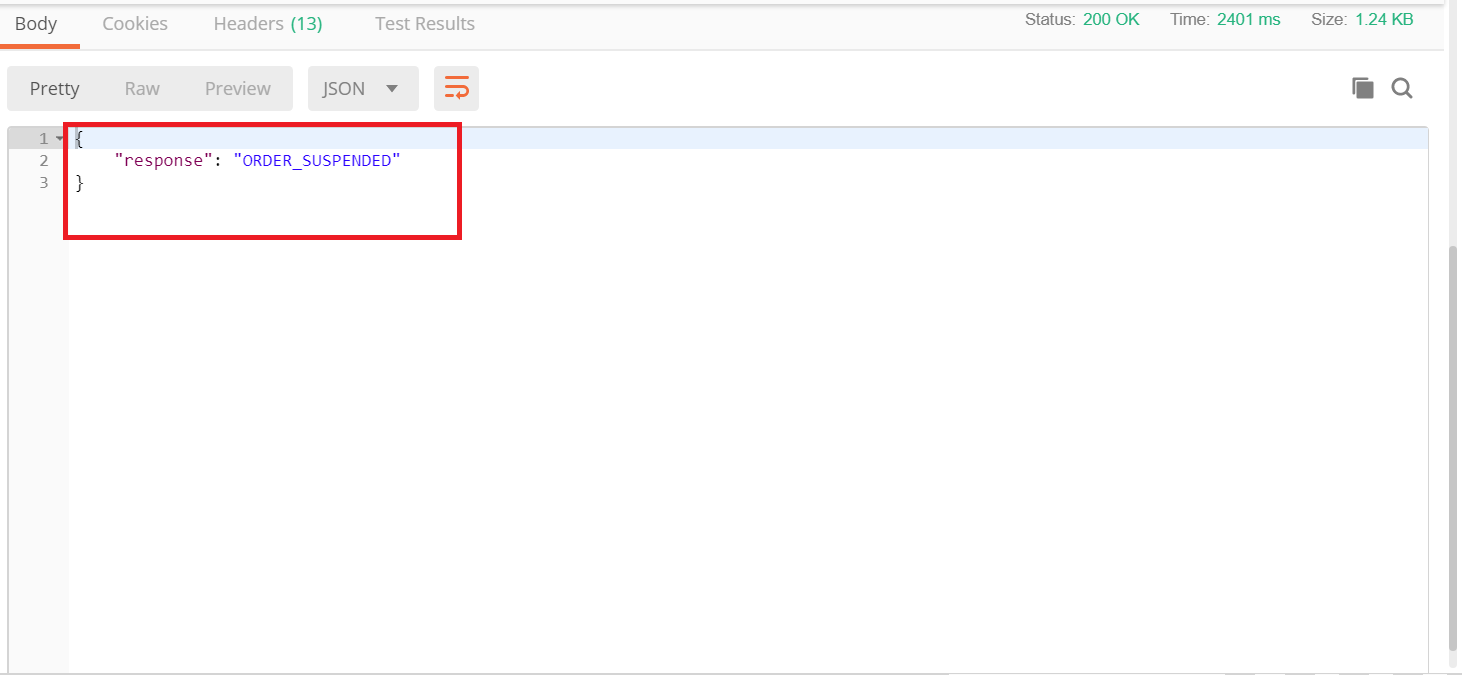 Body Cookies Headers (13) Test Results Status: 200 OK Time: 2401 ms Size: 1.24 KB
Pretty Raw Preview JSON
1 {
2 "response": "ORDER_SUSPENDED"
3 }